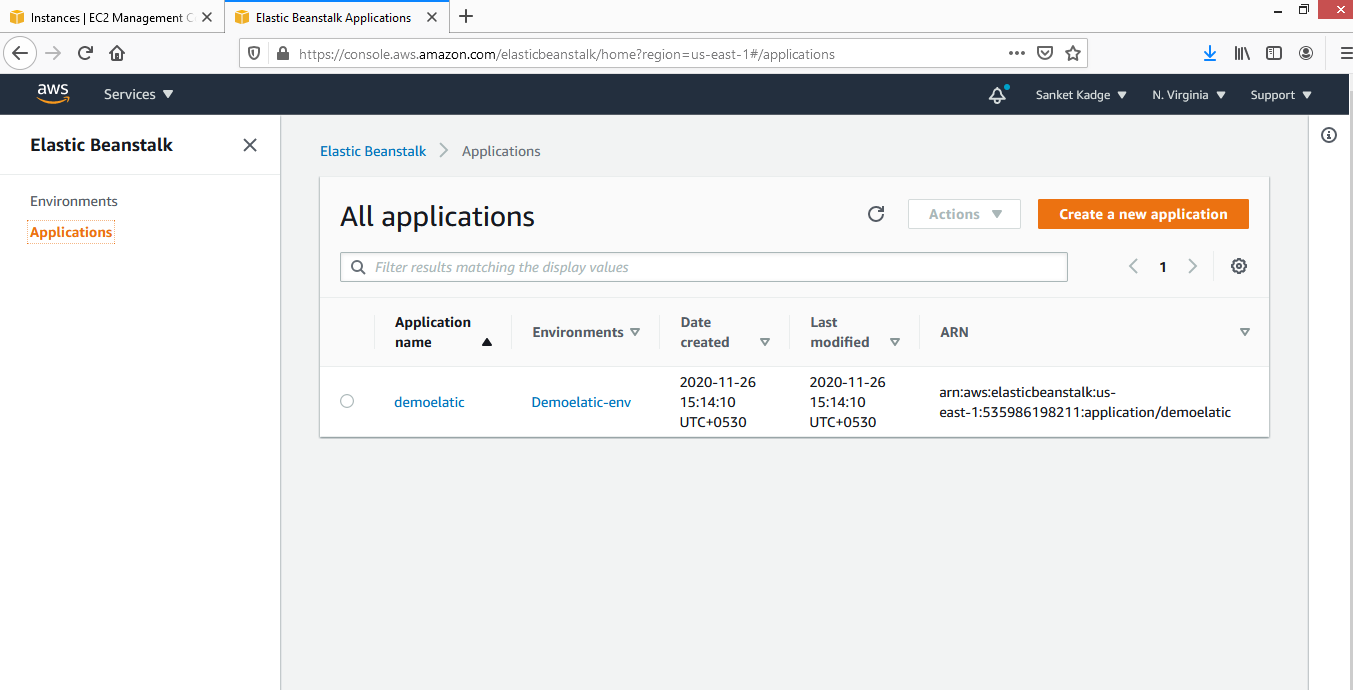 Instances | EC2 Management C
Elastic Beanstalk Applications
https://console.aws.amazon.com/elasticbeanstalk/home?region=us-east-1#/applications
aws
Services
Sanket Kadge
N. Virginia
Support
Elastic Beanstalk
Environments
Applications
Elastic Beanstalk > Applications
All applications
Actions
Create a new application
Filter results matching the display values
1
Application
name
Environments
Date
created
Last
modified
ARN
demoelatic
Demoelatic-env
2020-11-26
15:14:10
UTC+0530
2020-11-26
15:14:10
UTC+0530
arn:aws:elasticbeanstalk:us-
east-1:535986198211:application/demoelatic